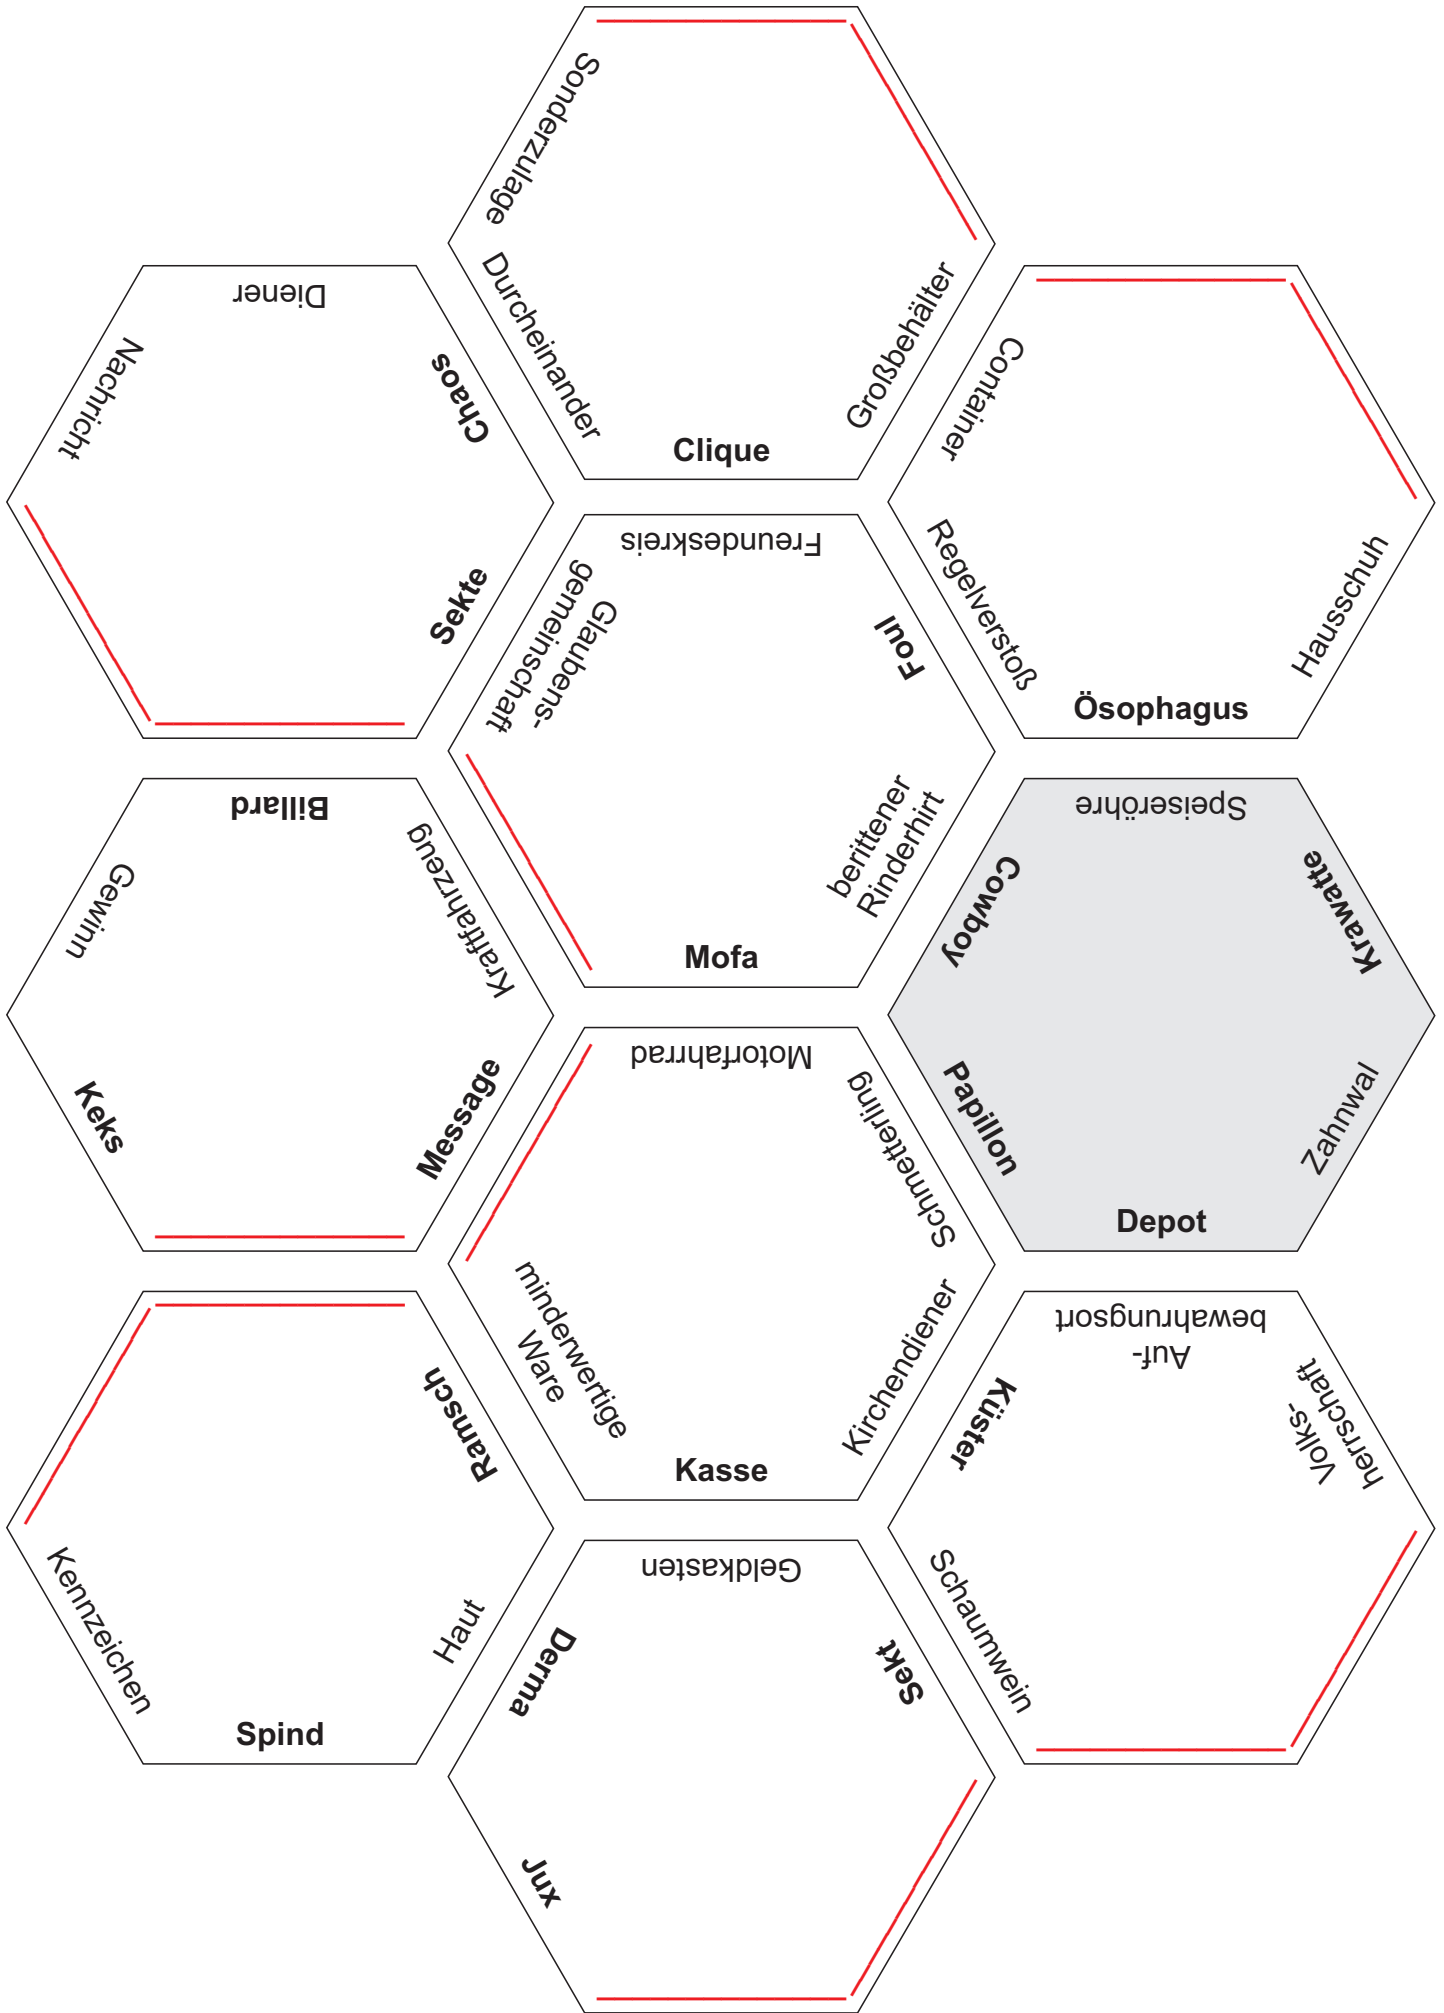 Sonderzulage
Durcheinander
Großbehälter
Clique
Diener
Nachricht
Chaos
Sekte
Container
Regelverstoß
Hausschuh
Ösophagus
Freundeskreis
Glaubens-
gemeinschaft
Foul
berittener
Rinderhirt
Mofa
Billard
Gewinn
Kraftfahrzeug
Keks
Message
Speiseröhre
Cowboy
Krawatte
Papillon
Zahnwal
Depot
Motorfahrrad
Schmetterling
minderwertige
Ware
Kirchendiener
Kasse
Ramsch
Kennzeichen
Haut
Spind
Auf-
bewahrungsort
Küster
Volks-
herrschaft
Schaumwein
Geldkasten
Derma
Sekt
Jux